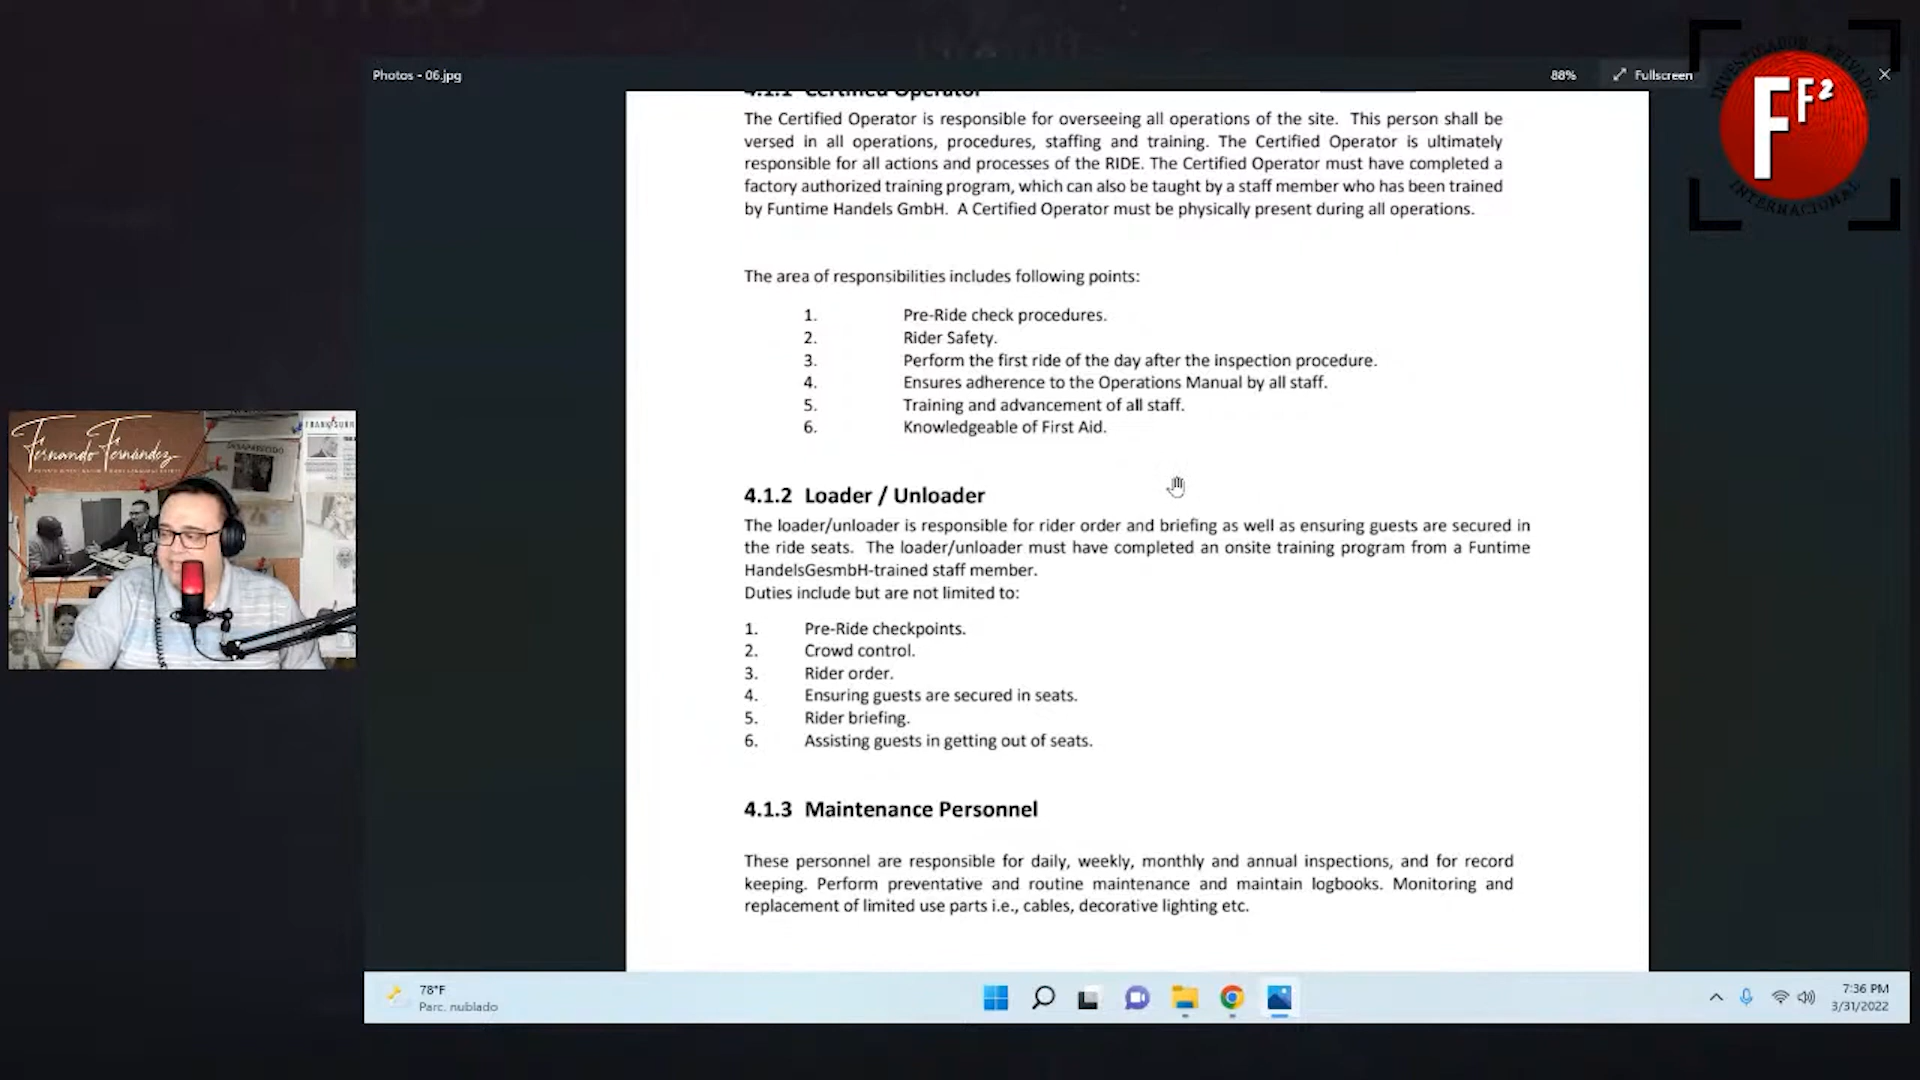 Photos - 06.jpg
88%
Fullscreen
INVESTIGADOR PRIVADO
FF²
INTERNACIONAL
4.1.1 Certified Operator
The Certified Operator is responsible for overseeing all operations of the site. This person shall be
versed in all operations, procedures, staffing and training. The Certified Operator is ultimately
responsible for all actions and processes of the RIDE. The Certified Operator must have completed a
factory authorized training program, which can also be taught by a staff member who has been trained
by Funtime Handels GmbH. A Certified Operator must be physically present during all operations.
The area of responsibilities includes following points:
1. Pre-Ride check procedures.
2. Rider Safety.
3. Perform the first ride of the day after the inspection procedure.
4. Ensures adherence to the Operations Manual by all staff.
5. Training and advancement of all staff.
6. Knowledgeable of First Aid.
4.1.2 Loader / Unloader
The loader/unloader is responsible for rider order and briefing as well as ensuring guests are secured in
the ride seats. The loader/unloader must have completed an onsite training program from a Funtime
HandelsGesmbH-trained staff member.
Duties include but are not limited to:
1. Pre-Ride checkpoints.
2. Crowd control.
3. Rider order.
4. Ensuring guests are secured in seats.
5. Rider briefing.
6. Assisting guests in getting out of seats.
4.1.3 Maintenance Personnel
These personnel are responsible for daily, weekly, monthly and annual inspections, and for record
keeping. Perform preventative and routine maintenance and maintain logbooks. Monitoring and
replacement of limited use parts i.e., cables, decorative lighting etc.
Fernando Fernández
DESAPARECIDO
78°F
Parc. nublado
7:36 PM
3/31/2022